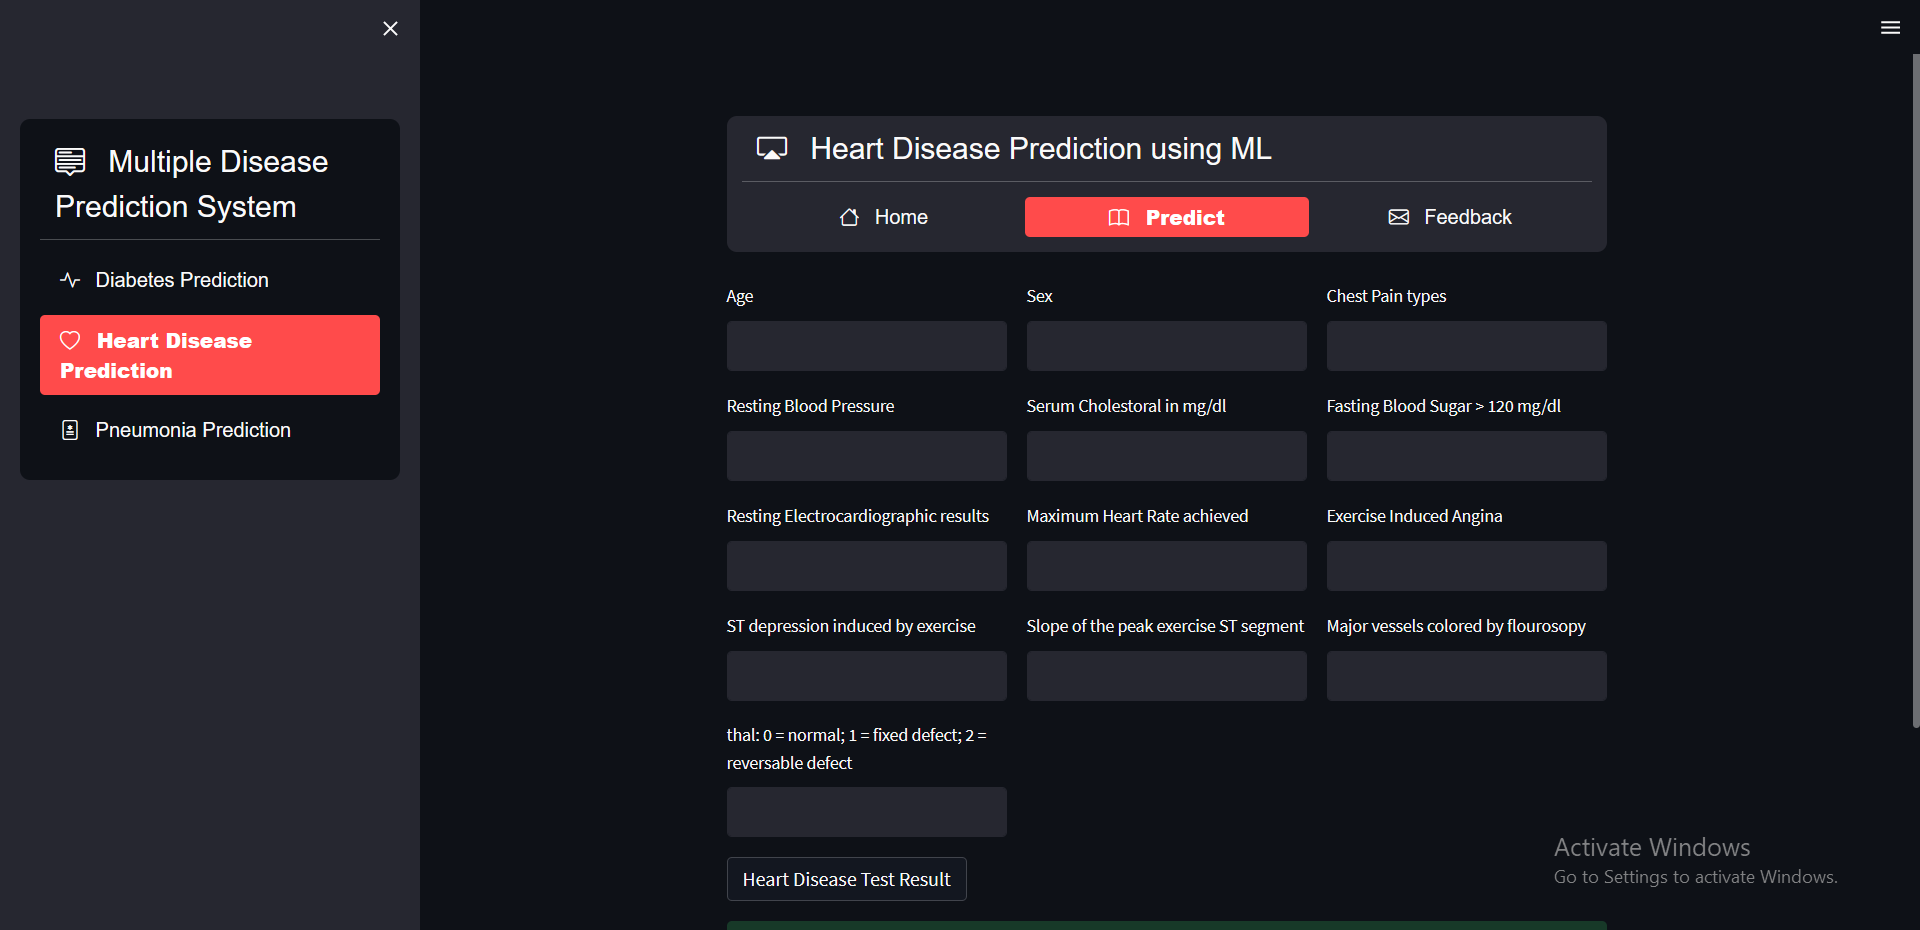 Multiple Disease
Prediction System
Diabetes Prediction
Heart Disease
Prediction
Pneumonia Prediction
Heart Disease Prediction using ML
Home Predict Feedback
Age Sex Chest Pain types
Resting Blood Pressure Serum Cholestoral in mg/dl Fasting Blood Sugar > 120 mg/dl
Resting Electrocardiographic results Maximum Heart Rate achieved Exercise Induced Angina
ST depression induced by exercise Slope of the peak exercise ST segment Major vessels colored by flourosopy
thal: 0 = normal; 1 = fixed defect; 2 =
reversable defect
Heart Disease Test Result
Activate Windows
Go to Settings to activate Windows.